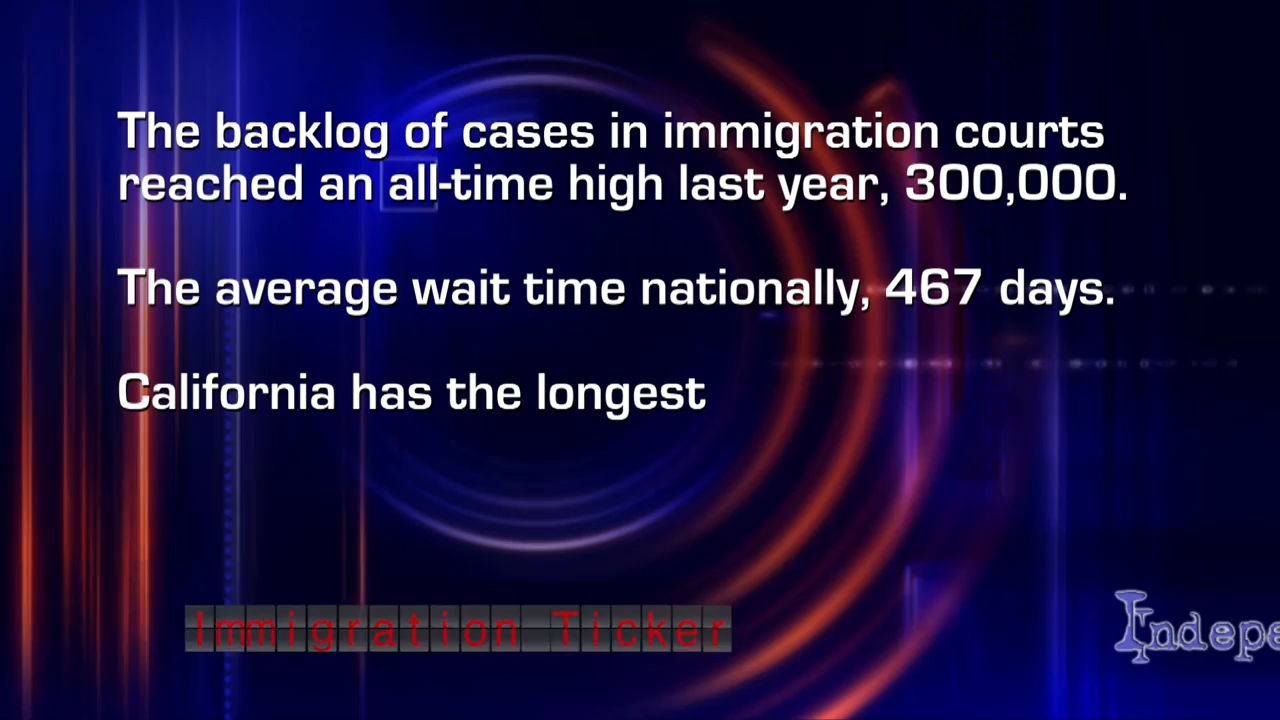 The backlog of cases in immigration courts
reached an all-time high last year, 300,000.
The average wait time nationally, 467 days.
California has the longest
Immigration Ticker
Indepe